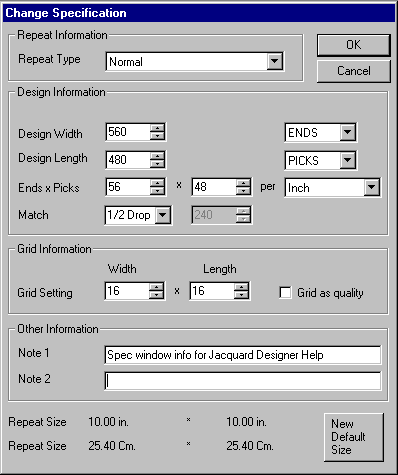 Change Specification
Repeat Information
Repeat Type Normal
OK
Cancel
Design Information
Design Width 560 ENDS
Design Length 480 PICKS
Ends x Picks 56 x 48 per Inch
Match 1/2 Drop 240
Grid Information
Width Length
Grid Setting 16 x 16 Grid as quality
Other Information
Note 1 Spec window info for Jacquard Designer Help
Note 2
Repeat Size 10.00 in. * 10.00 in.
Repeat Size 25.40 Cm. * 25.40 Cm.
New
Default
Size